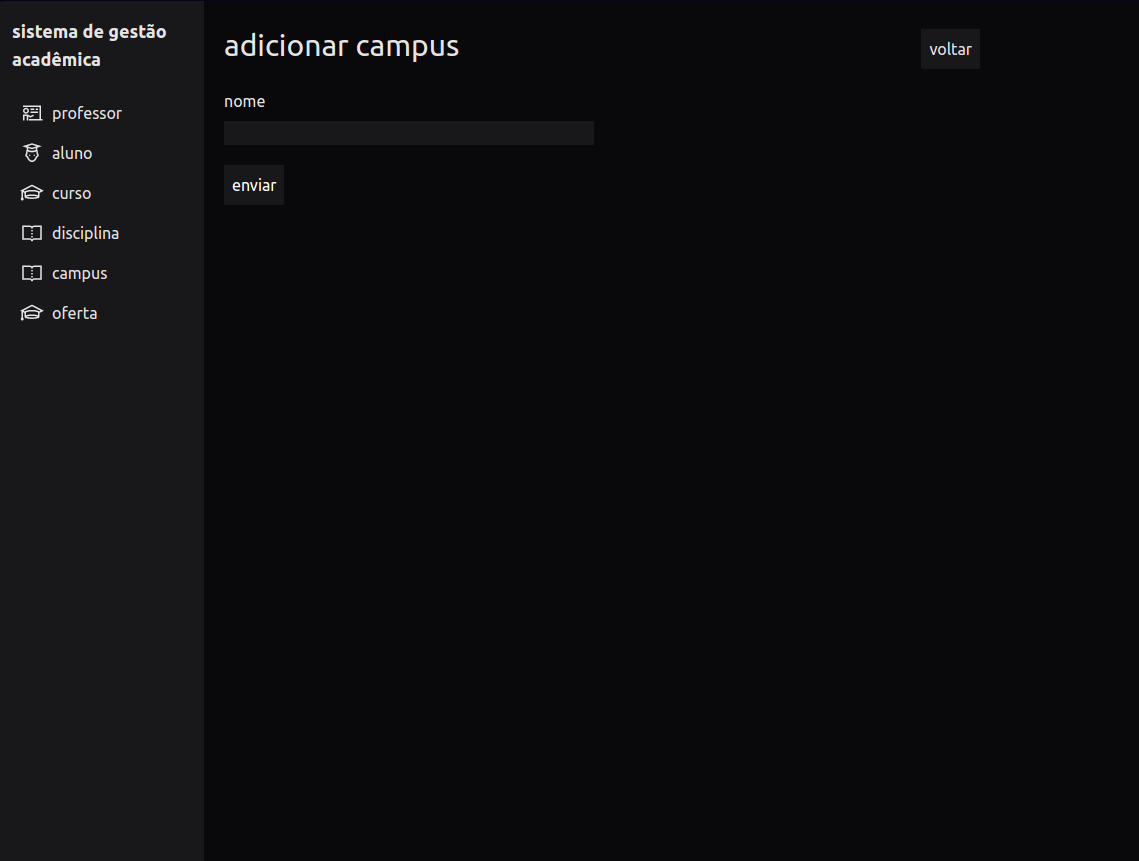 sistema de gestão
acadêmica
professor
aluno
curso
disciplina
campus
oferta
adicionar campus
voltar
nome
enviar